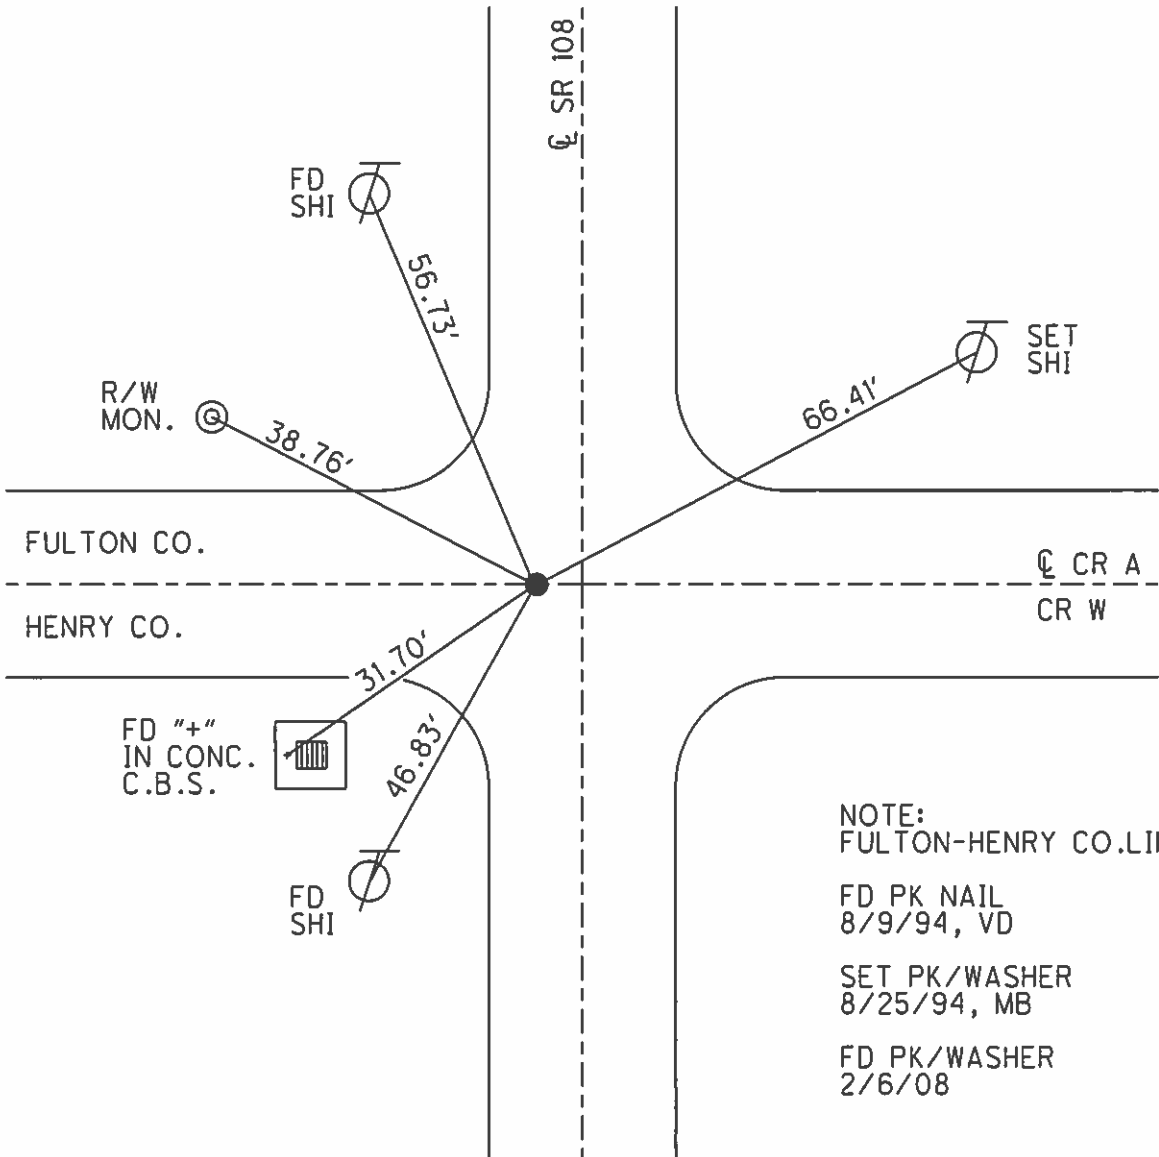 ℄ SR 108
FD
SHI
56.73'
SET
SHI
R/W
MON.
66.41'
38.76'
FULTON CO.
℄ CR A
HENRY CO.
CR W
31.70'
FD "+"
IN CONC.
C.B.S.
46.83'
FD
SHI
NOTE:
FULTON-HENRY CO.
FD PK NAIL
8/9/94, VD
SET PK/WASHER
8/25/94, MB
FD PK/WASHER
2/6/08